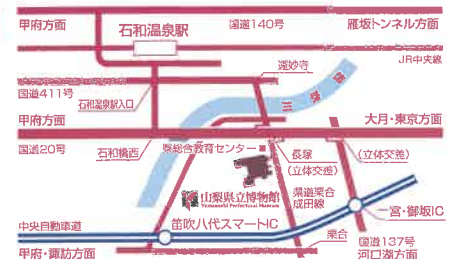 甲府方面
国道140号
雁坂トンネル方面
石和温泉駅
JR中央線
遠妙寺
国道411号
石和温泉駅入口
甲府方面
大月・東京方面
国道20号
石和橋西
県総合教育センター
長塚
(立体交差)
(立体交差)
山梨県立博物館
Yamanashi Prefectural Museum
県道栗合
成田線
笛吹八代スマートIC
一宮・御坂IC
中央自動車道
栗合
甲府・諏訪方面
国道137号
河口湖方面